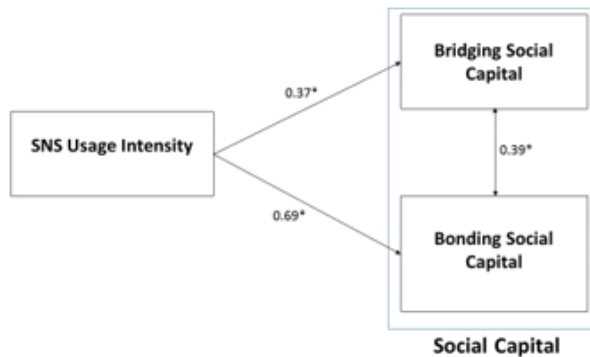 Bridging Social
Capital
0.37*
SNS Usage Intensity
0.39*
0.69*
Bonding Social
Capital
Social Capital